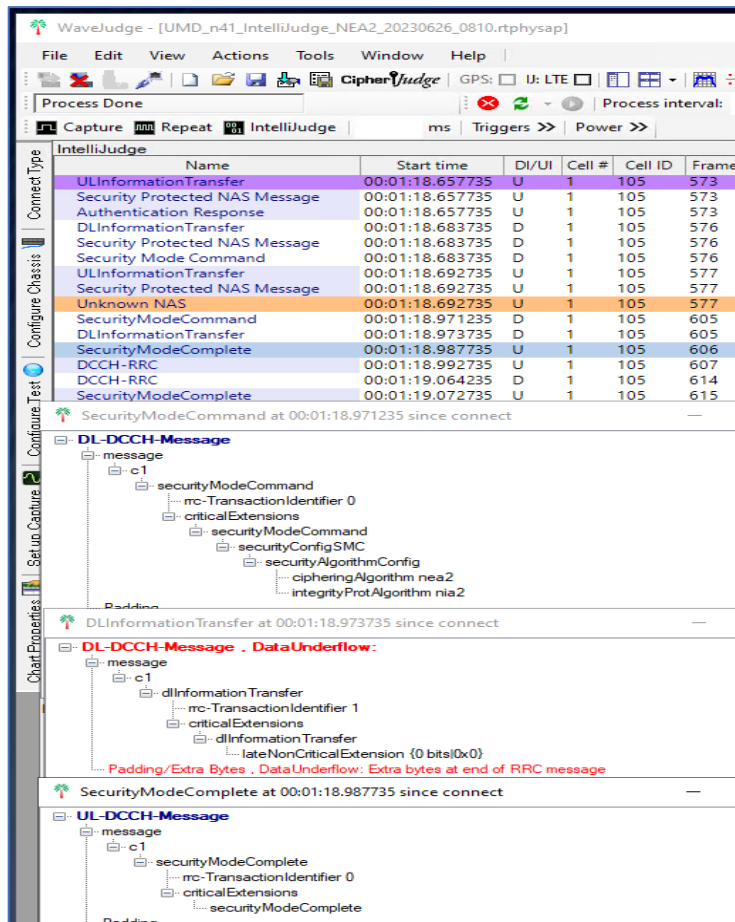 WaveJudge - [UMD_n41_IntelliJudge_NEA2_20230626_0810.rtphysap]
File Edit View Actions Tools Window Help
CipherJudge GPS: IJ: LTE
Process Done Process interval:
Capture Repeat IntelliJudge ms Triggers >> Power >>
IntelliJudge
Name Start time Dl/Ul Cell # Cell ID Frame
ULInformationTransfer 00:01:18.657735 U 1 105 573
Security Protected NAS Message 00:01:18.657735 U 1 105 573
Authentication Response 00:01:18.657735 U 1 105 573
DLInformationTransfer 00:01:18.683735 D 1 105 576
Security Protected NAS Message 00:01:18.683735 D 1 105 576
Security Mode Command 00:01:18.683735 D 1 105 576
ULInformationTransfer 00:01:18.692735 U 1 105 577
Security Protected NAS Message 00:01:18.692735 U 1 105 577
Unknown NAS 00:01:18.692735 U 1 105 577
SecurityModeCommand 00:01:18.971235 D 1 105 605
DLInformationTransfer 00:01:18.973735 D 1 105 605
SecurityModeComplete 00:01:18.987735 U 1 105 606
DCCH-RRC 00:01:18.992735 U 1 105 607
DCCH-RRC 00:01:19.064235 D 1 105 614
SecurityModeComplete 00:01:19.072735 U 1 105 615
Connect Type
Configure Chassis
Configure Test
Set up Capture
Chart Properties
SecurityModeCommand at 00:01:18.971235 since connect
DL-DCCH-Message
message
c1
securityModeCommand
rrc-TransactionIdentifier 0
criticalExtensions
securityModeCommand
securityConfigSMC
securityAlgorithmConfig
cipheringAlgorithm nea2
integrityProtAlgorithm nia2
Padding
DLInformationTransfer at 00:01:18.973735 since connect
DL-DCCH-Message , DataUnderflow:
message
c1
dlInformationTransfer
rrc-TransactionIdentifier 1
criticalExtensions
dlInformationTransfer
lateNonCriticalExtension {0 bits|0x0}
Padding/Extra Bytes , DataUnderflow: Extra bytes at end of RRC message
SecurityModeComplete at 00:01:18.987735 since connect
UL-DCCH-Message
message
c1
securityModeComplete
rrc-TransactionIdentifier 0
criticalExtensions
securityModeComplete
Padding